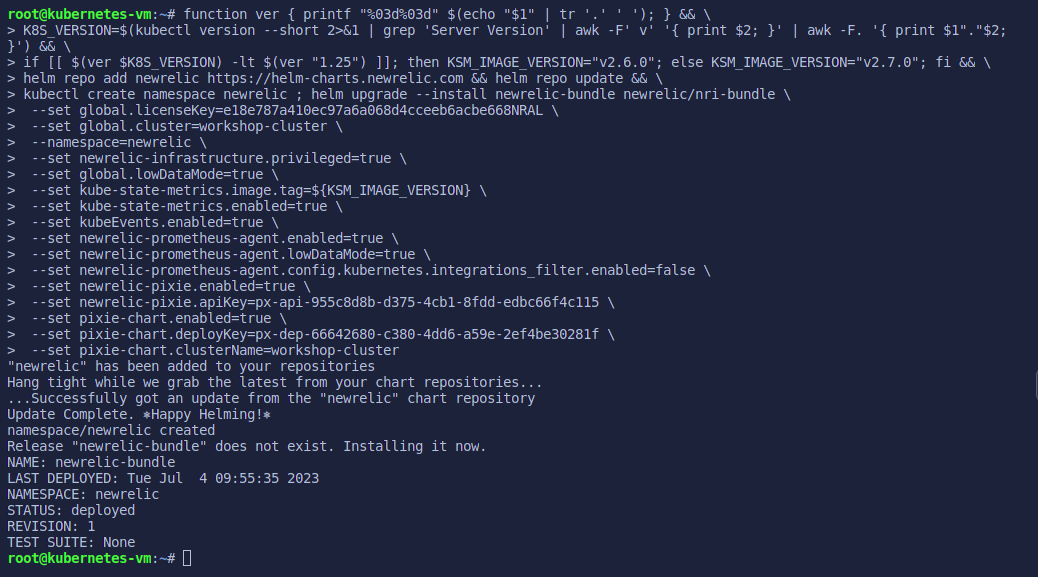 root@kubernetes-vm:~# function ver { printf "%03d%03d" $(echo "$1" | tr '.' ' '); } && \
> K8S_VERSION=$(kubectl version --short 2>&1 | grep 'Server Version' | awk -F' v' '{ print $2; }' | awk -F. '{ print $1"."$2;
}') && \
> if [[ $(ver $K8S_VERSION) -lt $(ver "1.25") ]]; then KSM_IMAGE_VERSION="v2.6.0"; else KSM_IMAGE_VERSION="v2.7.0"; fi && \
> helm repo add newrelic https://helm-charts.newrelic.com && helm repo update && \
> kubectl create namespace newrelic ; helm upgrade --install newrelic-bundle newrelic/nri-bundle \
>  --set global.licenseKey=e18e787a410ec97a6a068d4cceeb6acbe668NRAL \
>  --set global.cluster=workshop-cluster \
>  --namespace=newrelic \
>  --set newrelic-infrastructure.privileged=true \
>  --set global.lowDataMode=true \
>  --set kube-state-metrics.image.tag=${KSM_IMAGE_VERSION} \
>  --set kube-state-metrics.enabled=true \
>  --set kubeEvents.enabled=true \
>  --set newrelic-prometheus-agent.enabled=true \
>  --set newrelic-prometheus-agent.lowDataMode=true \
>  --set newrelic-prometheus-agent.config.kubernetes.integrations_filter.enabled=false \
>  --set newrelic-pixie.enabled=true \
>  --set newrelic-pixie.apiKey=px-api-955c8d8b-d375-4cb1-8fdd-edbc66f4c115 \
>  --set pixie-chart.enabled=true \
>  --set pixie-chart.deployKey=px-dep-66642680-c380-4dd6-a59e-2ef4be30281f \
>  --set pixie-chart.clusterName=workshop-cluster
"newrelic" has been added to your repositories
Hang tight while we grab the latest from your chart repositories...
...Successfully got an update from the "newrelic" chart repository
Update Complete. ⎈Happy Helming!⎈
namespace/newrelic created
Release "newrelic-bundle" does not exist. Installing it now.
NAME: newrelic-bundle
LAST DEPLOYED: Tue Jul  4 09:55:35 2023
NAMESPACE: newrelic
STATUS: deployed
REVISION: 1
TEST SUITE: None
root@kubernetes-vm:~#